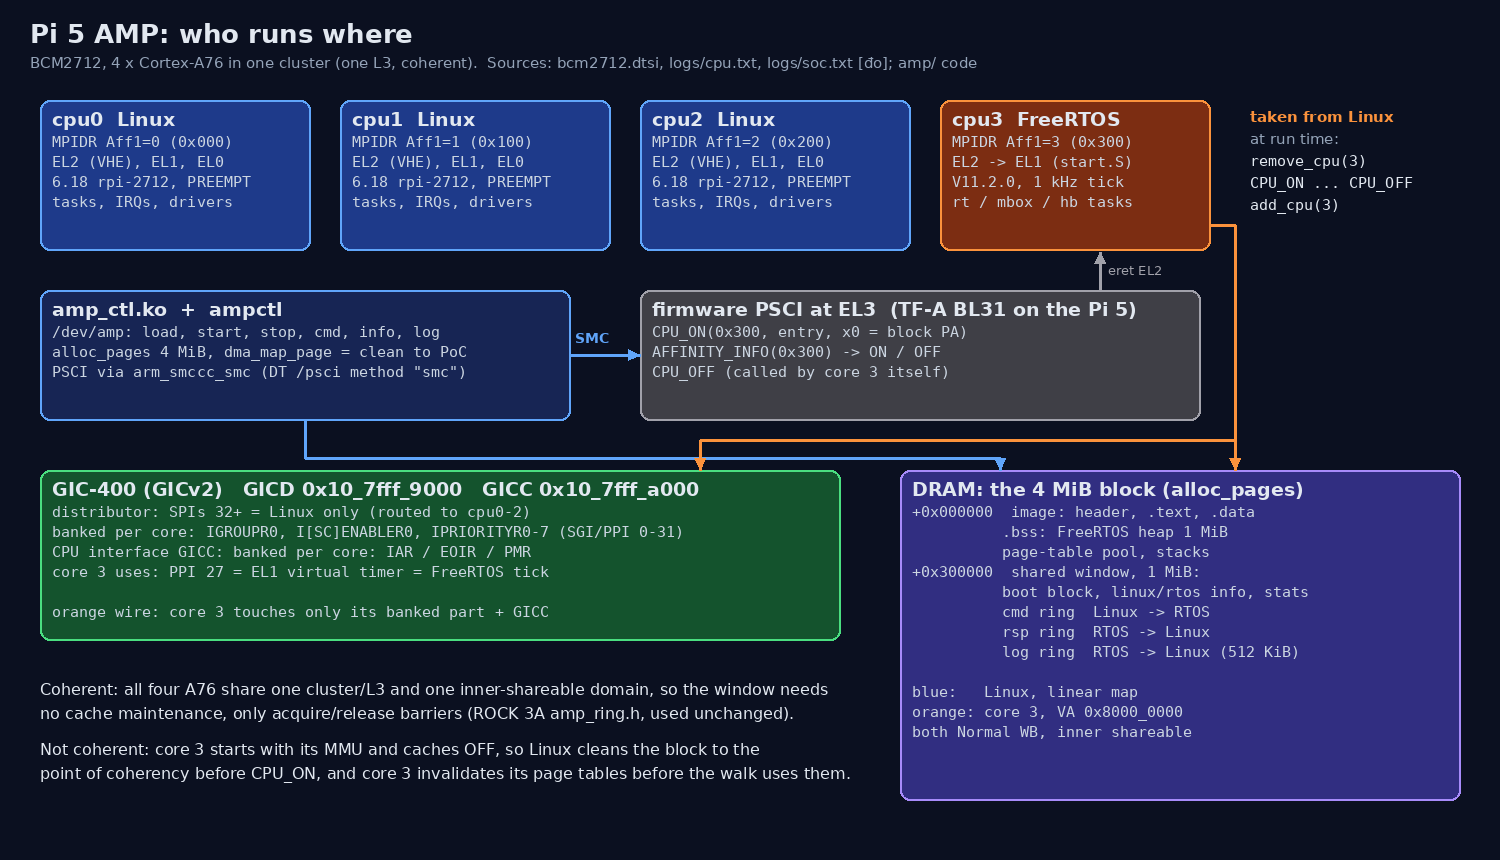 Pi 5 AMP: who runs where
BCM2712, 4 x Cortex-A76 in one cluster (one L3, coherent).  Sources: bcm2712.dtsi, logs/cpu.txt, logs/soc.txt [đo]; amp/ code
cpu0  Linux
MPIDR Aff1=0 (0x000)
EL2 (VHE), EL1, EL0
6.18 rpi-2712, PREEMPT
tasks, IRQs, drivers
cpu1  Linux
MPIDR Aff1=1 (0x100)
EL2 (VHE), EL1, EL0
6.18 rpi-2712, PREEMPT
tasks, IRQs, drivers
cpu2  Linux
MPIDR Aff1=2 (0x200)
EL2 (VHE), EL1, EL0
6.18 rpi-2712, PREEMPT
tasks, IRQs, drivers
cpu3  FreeRTOS
MPIDR Aff1=3 (0x300)
EL2 -> EL1 (start.S)
V11.2.0, 1 kHz tick
rt / mbox / hb tasks
taken from Linux
at run time:
remove_cpu(3)
CPU_ON ... CPU_OFF
add_cpu(3)
eret EL2
amp_ctl.ko  +  ampctl
/dev/amp: load, start, stop, cmd, info, log
alloc_pages 4 MiB, dma_map_page = clean to PoC
PSCI via arm_smccc_smc (DT /psci method "smc")
SMC
firmware PSCI at EL3  (TF-A BL31 on the Pi 5)
CPU_ON(0x300, entry, x0 = block PA)
AFFINITY_INFO(0x300) -> ON / OFF
CPU_OFF (called by core 3 itself)
GIC-400 (GICv2)   GICD 0x10_7fff_9000   GICC 0x10_7fff_a000
distributor: SPIs 32+ = Linux only (routed to cpu0-2)
banked per core: IGROUPR0, I[SC]ENABLER0, IPRIORITYR0-7 (SGI/PPI 0-31)
CPU interface GICC: banked per core: IAR / EOIR / PMR
core 3 uses: PPI 27 = EL1 virtual timer = FreeRTOS tick
orange wire: core 3 touches only its banked part + GICC
DRAM: the 4 MiB block (alloc_pages)
+0x000000  image: header, .text, .data
.bss: FreeRTOS heap 1 MiB
page-table pool, stacks
+0x300000  shared window, 1 MiB:
boot block, linux/rtos info, stats
cmd ring  Linux -> RTOS
rsp ring  RTOS -> Linux
log ring  RTOS -> Linux (512 KiB)
blue:   Linux, linear map
orange: core 3, VA 0x8000_0000
both Normal WB, inner shareable
Coherent: all four A76 share one cluster/L3 and one inner-shareable domain, so the window needs
no cache maintenance, only acquire/release barriers (ROCK 3A amp_ring.h, used unchanged).
Not coherent: core 3 starts with its MMU and caches OFF, so Linux cleans the block to the
point of coherency before CPU_ON, and core 3 invalidates its page tables before the walk uses them.